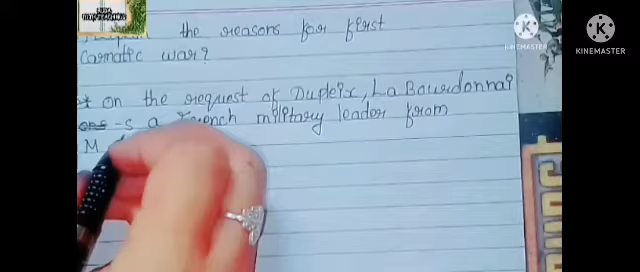 the reasons for first
Carnatic war?
on the request of Dupleix, La Bourdonnai
-s a French military leader from
M
KINEMASTER
KINEMASTER